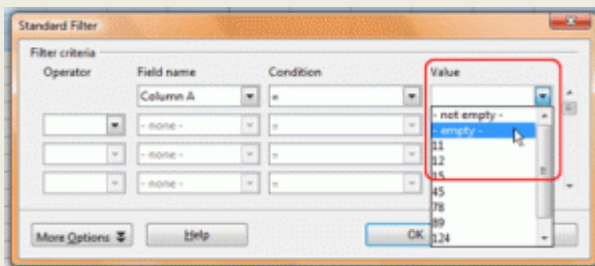 Standard Filter
Filter criteria
Operator Field name Condition Value
Column A =
- not empty -
- none - =
- empty -
11
- none - =
12
15
- none - =
45
78
89
More Options Help OK 124